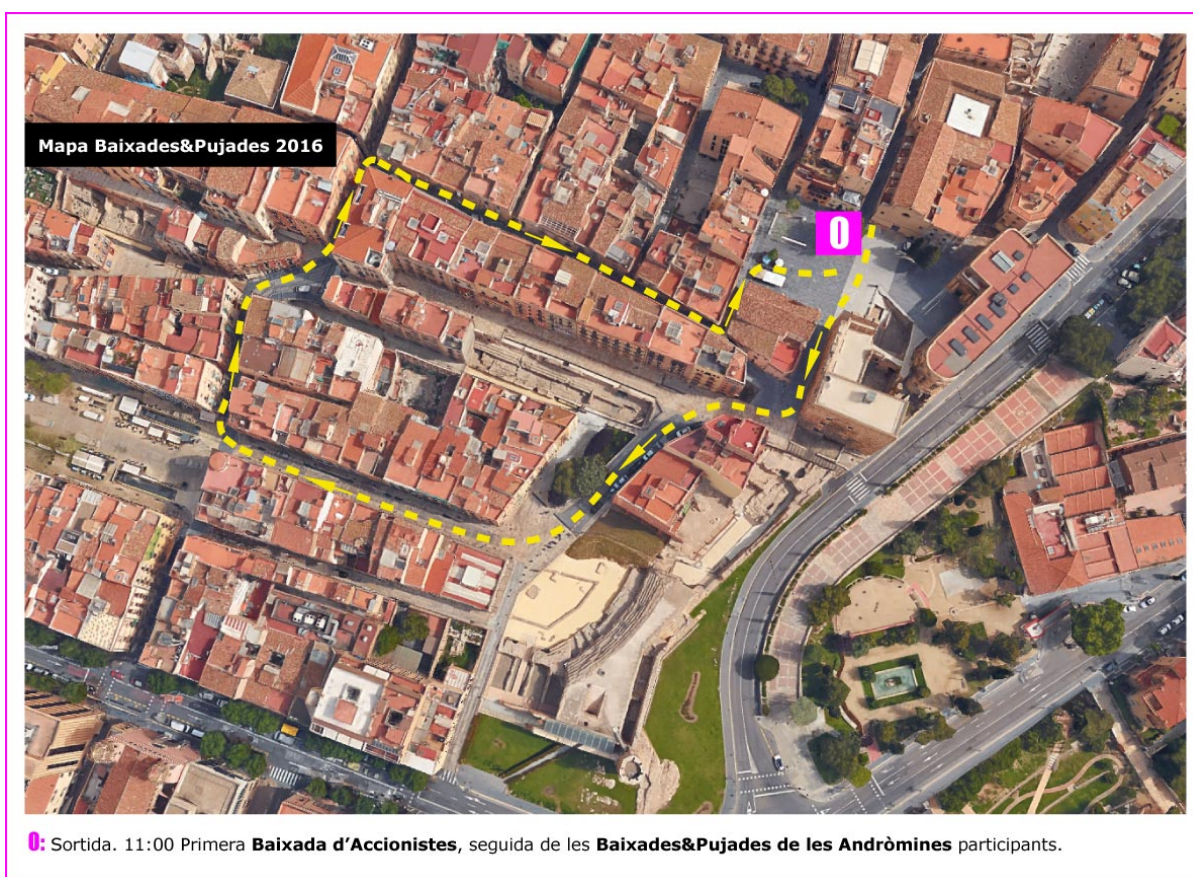 Mapa Baixades&Pujades 2016
0
0: Sortida. 11:00 Primera Baixada d’Accionistes, seguida de les Baixades&Pujades de les Andròmines participants.